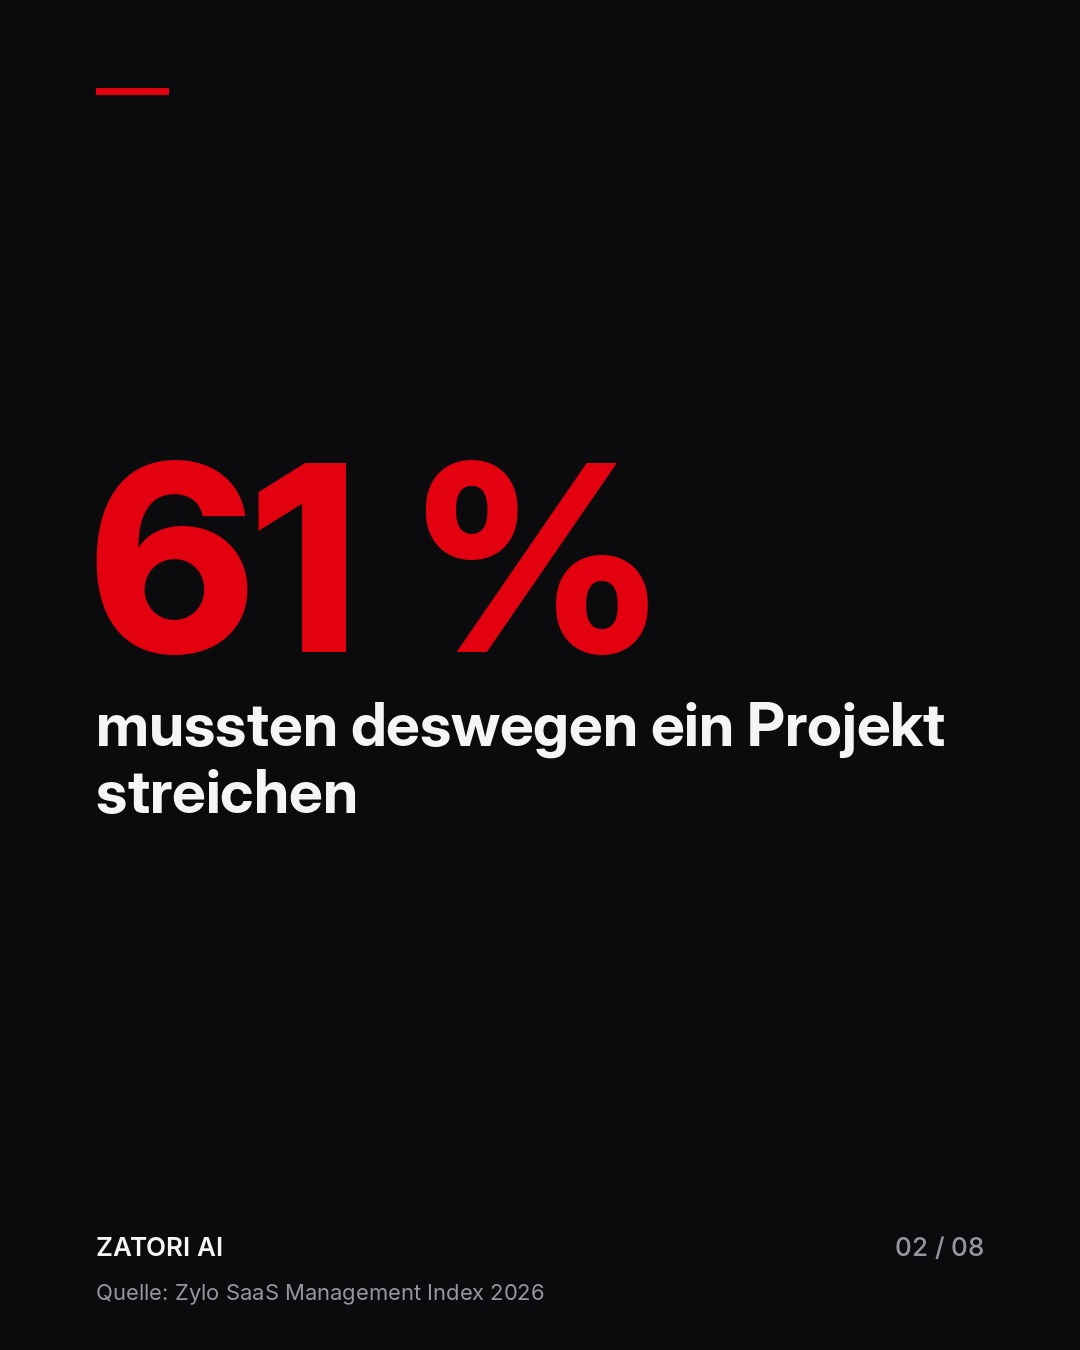 61 %
mussten deswegen ein Projekt
streichen
ZATORI AI
02 / 08
Quelle: Zylo SaaS Management Index 2026